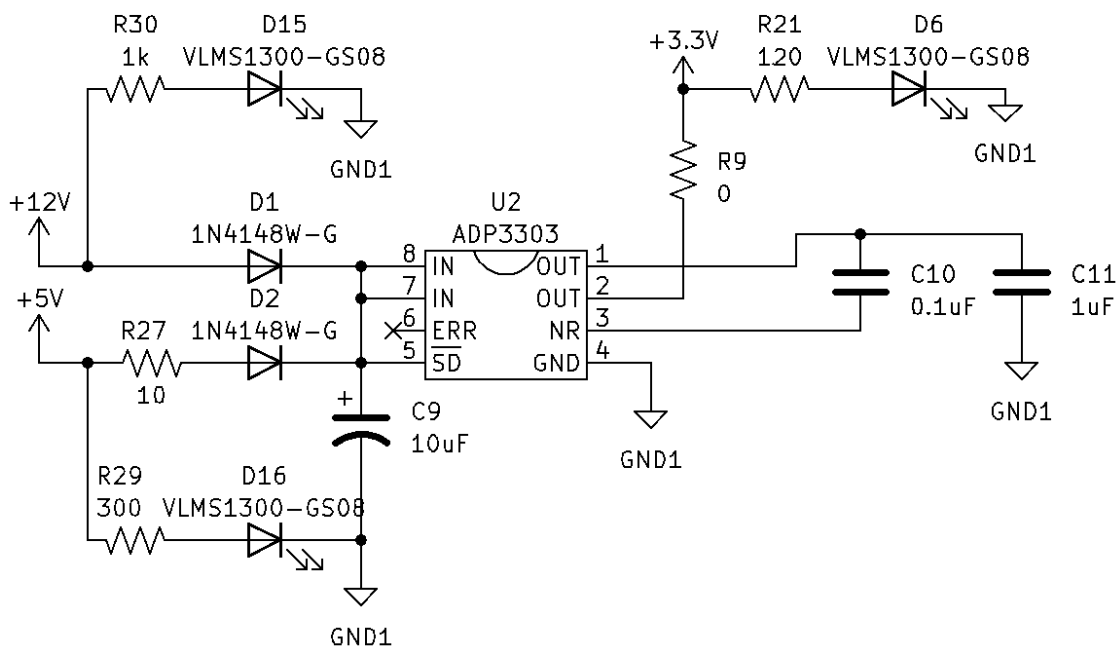 R30
1k
D15
VLMS1300-GS08
GND1
+3.3V
R21
120
D6
VLMS1300-GS08
GND1
R9
0
+12V
D1
1N4148W-G
U2
ADP3303
8 IN OUT 1
7 IN OUT 2
6 ERR NR 3
5 SD GND 4
C10
0.1uF
C11
1uF
GND1
GND1
+5V
R27
10
D2
1N4148W-G
+
C9
10uF
R29
300
D16
VLMS1300-GS08
GND1